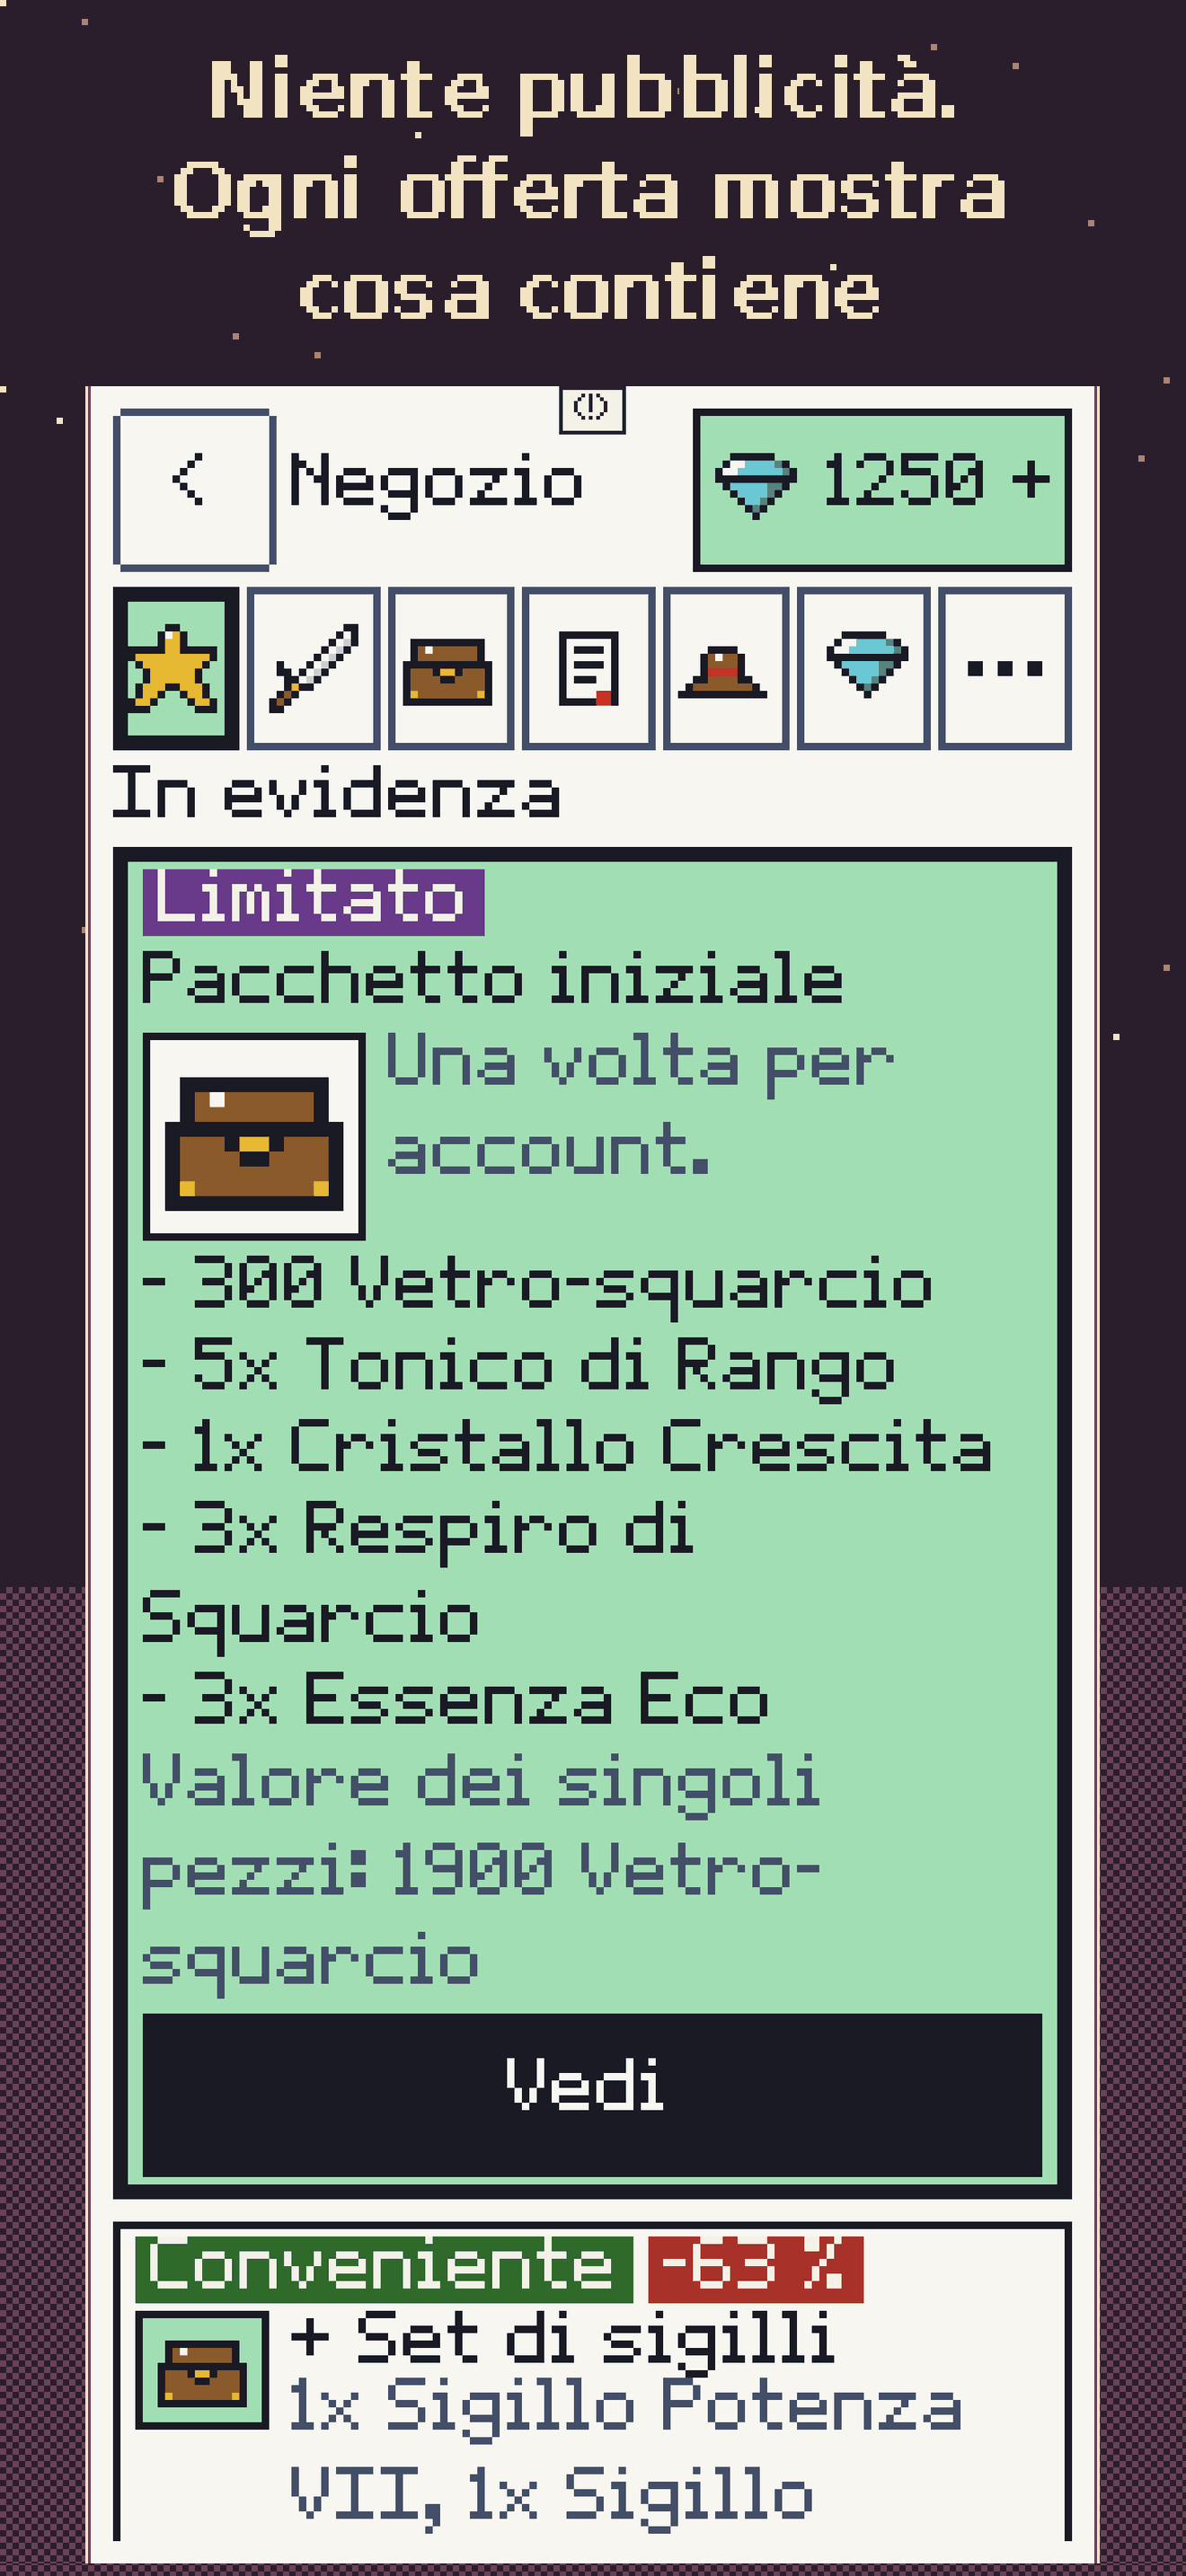 Niente pubblicità.
Ogni offerta mostra
cosa contiene
Negozio
1250 +
In evidenza
Limitato
Pacchetto iniziale
Una volta per
account.
- 300 Vetro-squarcio
- 5x Tonico di Rango
- 1x Cristallo Crescita
- 3x Respiro di
Squarcio
- 3x Essenza Eco
Valore dei singoli
pezzi: 1900 Vetro-
squarcio
Vedi
Conveniente -63 %
+ Set di sigilli
1x Sigillo Potenza
VII, 1x Sigillo